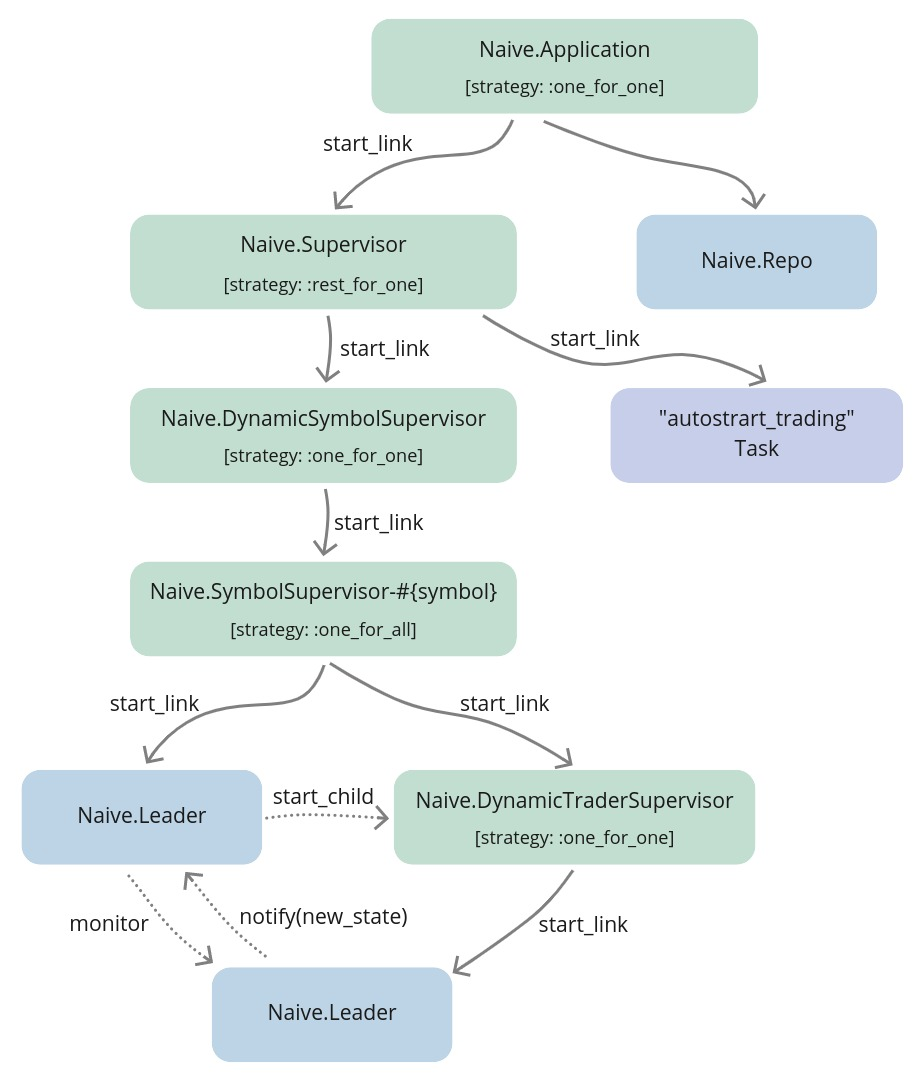 Naive.Application
[strategy: :one_for_one]
start_link
Naive.Supervisor
[strategy: :rest_for_one]
Naive.Repo
start_link
start_link
Naive.DynamicSymbolSupervisor
[strategy: :one_for_one]
"autostrart_trading"
Task
start_link
Naive.SymbolSupervisor-#{symbol}
[strategy: :one_for_all]
start_link
start_link
Naive.Leader
start_child
Naive.DynamicTraderSupervisor
[strategy: :one_for_one]
monitor
notify(new_state)
start_link
Naive.Leader